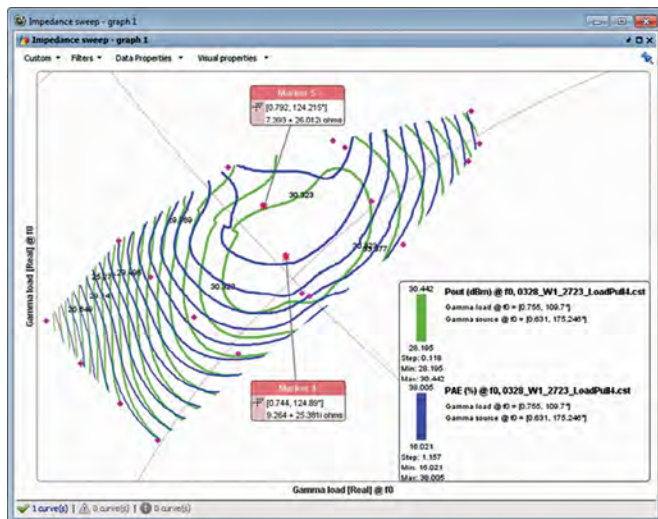 Impedance sweep - graph 1
Impedance sweep - graph 1
Custom Filters Data Properties Visual properties
Marker 5
[0.792, 124.215°]
7.393 + 26.012i ohms
30.323
Gamma load [Real] @ f0
Marker 4
[0.744, 124.89°]
9.264 + 25.381i ohms
30.442
Pout (dBm) @ f0, 0328_W1_2723_LoadPull4.cst
Gamma load @ f0 = [0.755, 109.7°]
Gamma source @ f0 = [0.631, 175.246°]
28.195
Step: 0.118
Min: 28.195
Max: 30.442
38.005
PAE (%) @ f0, 0328_W1_2723_LoadPull4.cst
Gamma load @ f0 = [0.755, 109.7°]
Gamma source @ f0 = [0.631, 175.246°]
16.021
Step: 1.157
Min: 16.021
Max: 38.005
Gamma load [Real] @ f0
1 curve(s) | 0 curve(s) | 0 curve(s)